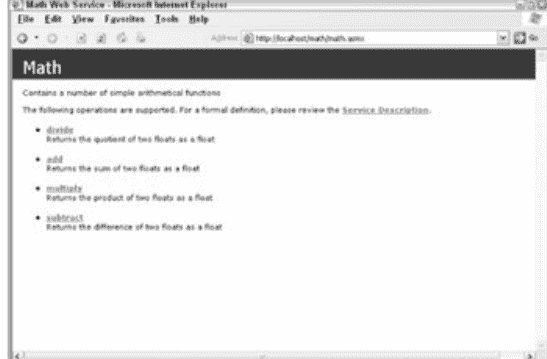 Math Web Service - Microsoft Internet Explorer
File Edit View Favorites Tools Help
Address http://localhost/math/math.asmx Go
Math
Contains a number of simple arithmetical functions
The following operations are supported. For a formal definition, please review the Service Description.
divide
Returns the quotient of two floats as a float
add
Returns the sum of two floats as a float
multiply
Returns the product of two floats as a float
subtract
Returns the difference of two floats as a float